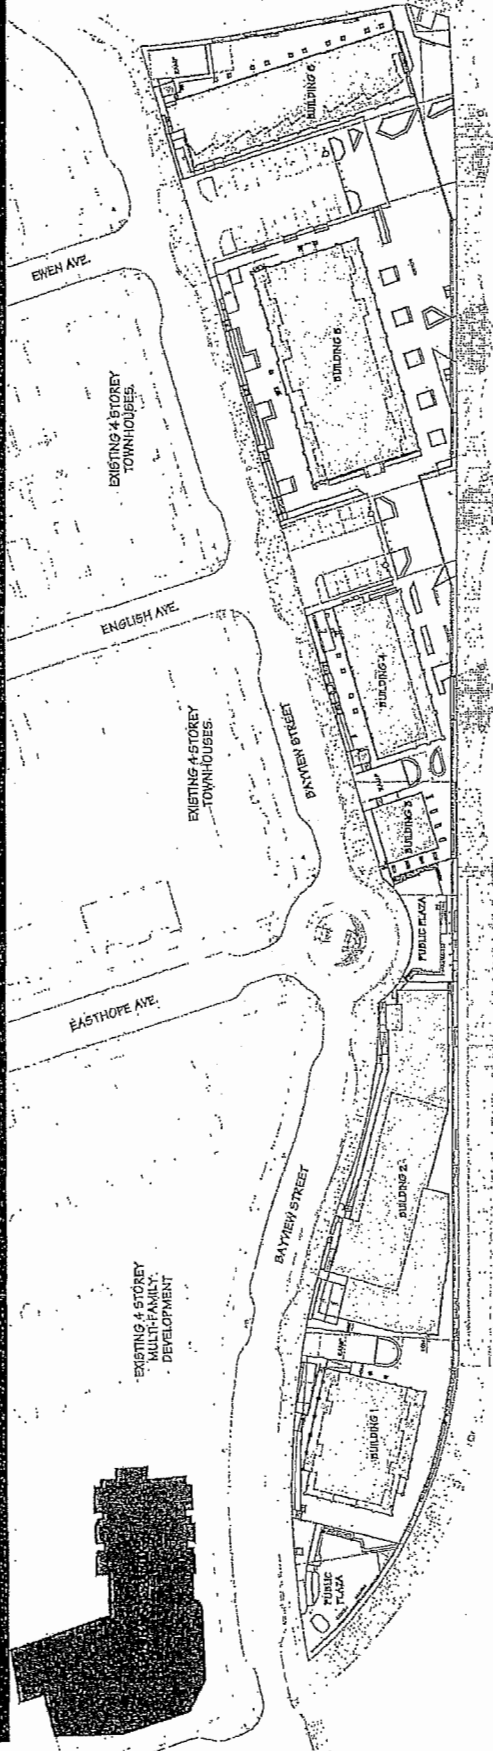 BUILDING 6
EWEN AVE.
EXISTING 4 STOREY
TOWNHOUSES.
BUILDING 5
ENGLISH AVE.
EXISTING 4 STOREY
TOWNHOUSES.
BAYVIEW STREET
BUILDING 4
BUILDING 3
PUBLIC PLAZA
EASTHOPE AVE.
BUILDING 2
BAYVIEW STREET
EXISTING 4 STOREY
MULTI-FAMILY
DEVELOPMENT
RAMP
BUILDING 1
PUBLIC
PLAZA